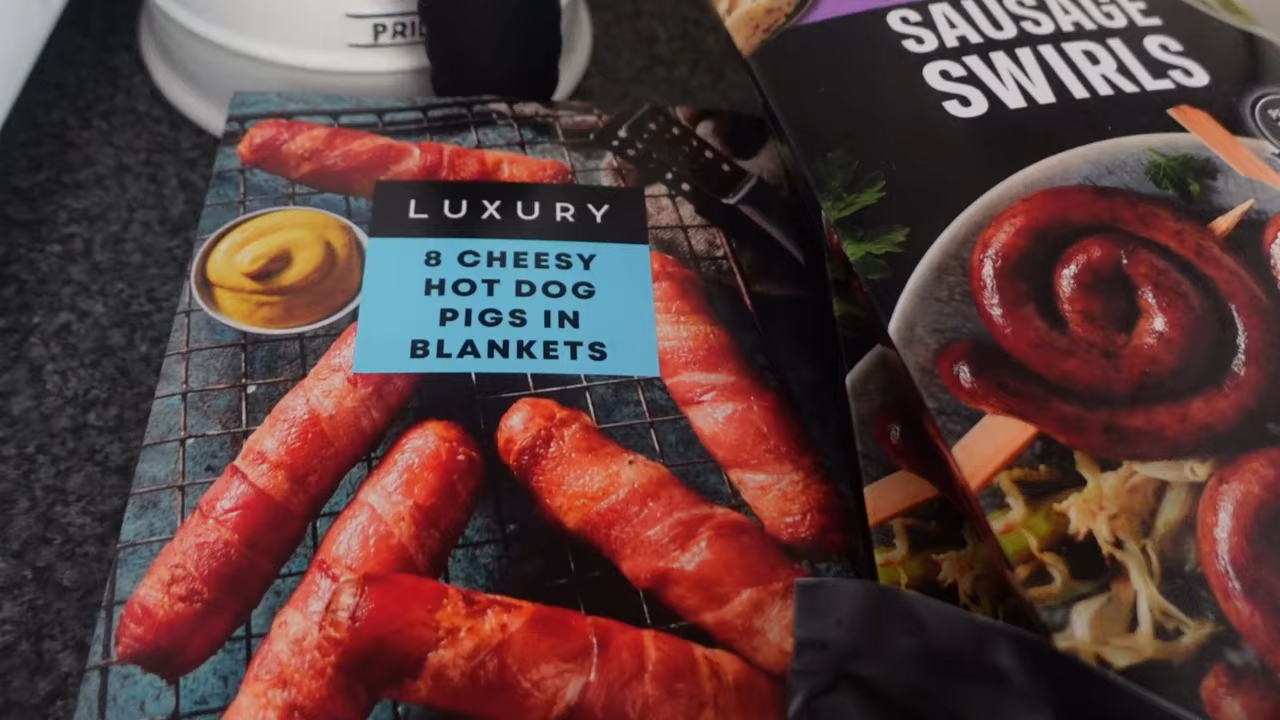 LUXURY
8 CHEESY
HOT DOG
PIGS IN
BLANKETS
SAUSAGE
SWIRLS